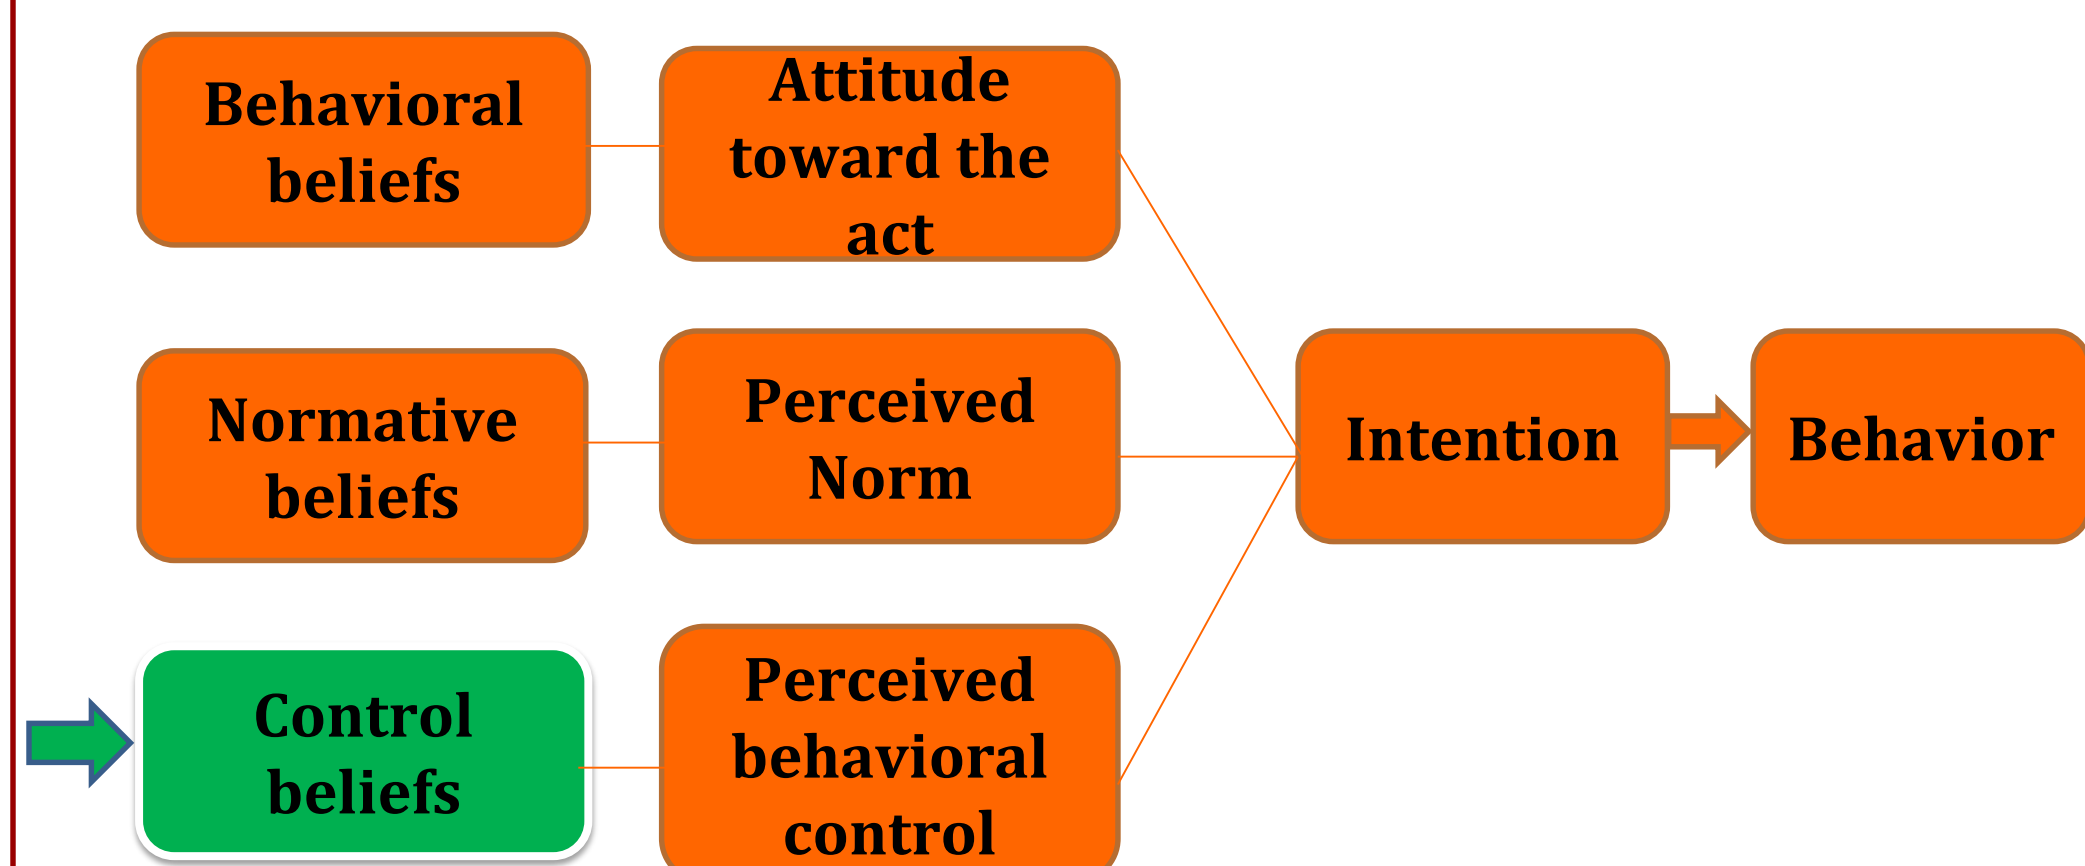 Behavioral
beliefs
Attitude
toward the
act
Normative
beliefs
Perceived
Norm
Intention
Behavior
Control
beliefs
Perceived
behavioral
control